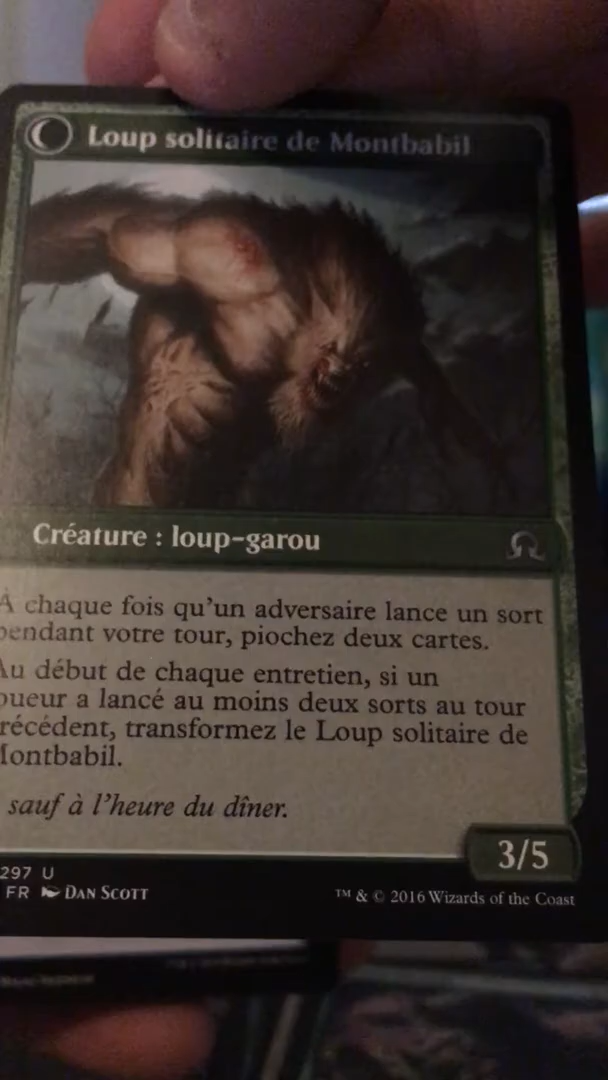 Loup solitaire de Montbabil
Créature : loup-garou
À chaque fois qu'un adversaire lance un sort
pendant votre tour, piochez deux cartes.
Au début de chaque entretien, si un
oueur a lancé au moins deux sorts au tour
récédent, transformez le Loup solitaire de
Montbabil.
sauf à l'heure du dîner.
3/5
297 U
FR DAN SCOTT
™ & © 2016 Wizards of the Coast